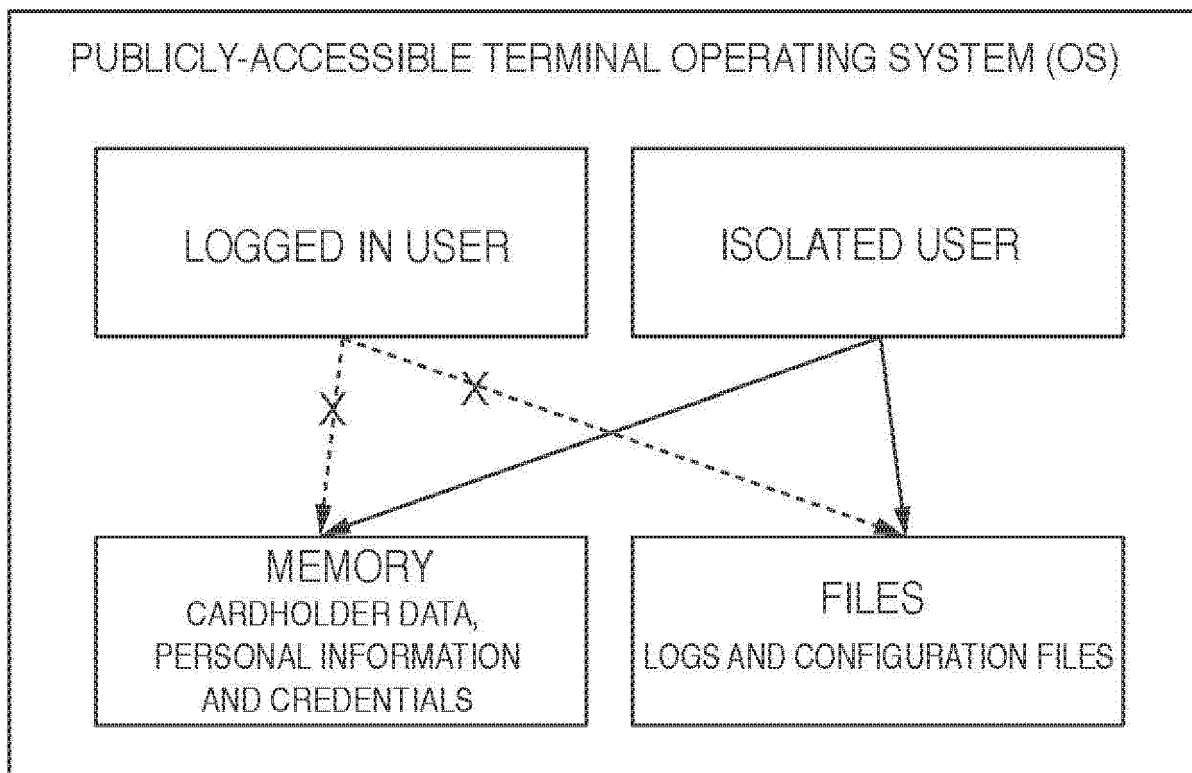 PUBLICLY-ACCESSIBLE TERMINAL OPERATING SYSTEM (OS)
LOGGED IN USER
ISOLATED USER
X
X
MEMORY
CARDHOLDER DATA,
PERSONAL INFORMATION
AND CREDENTIALS
FILES
LOGS AND CONFIGURATION FILES